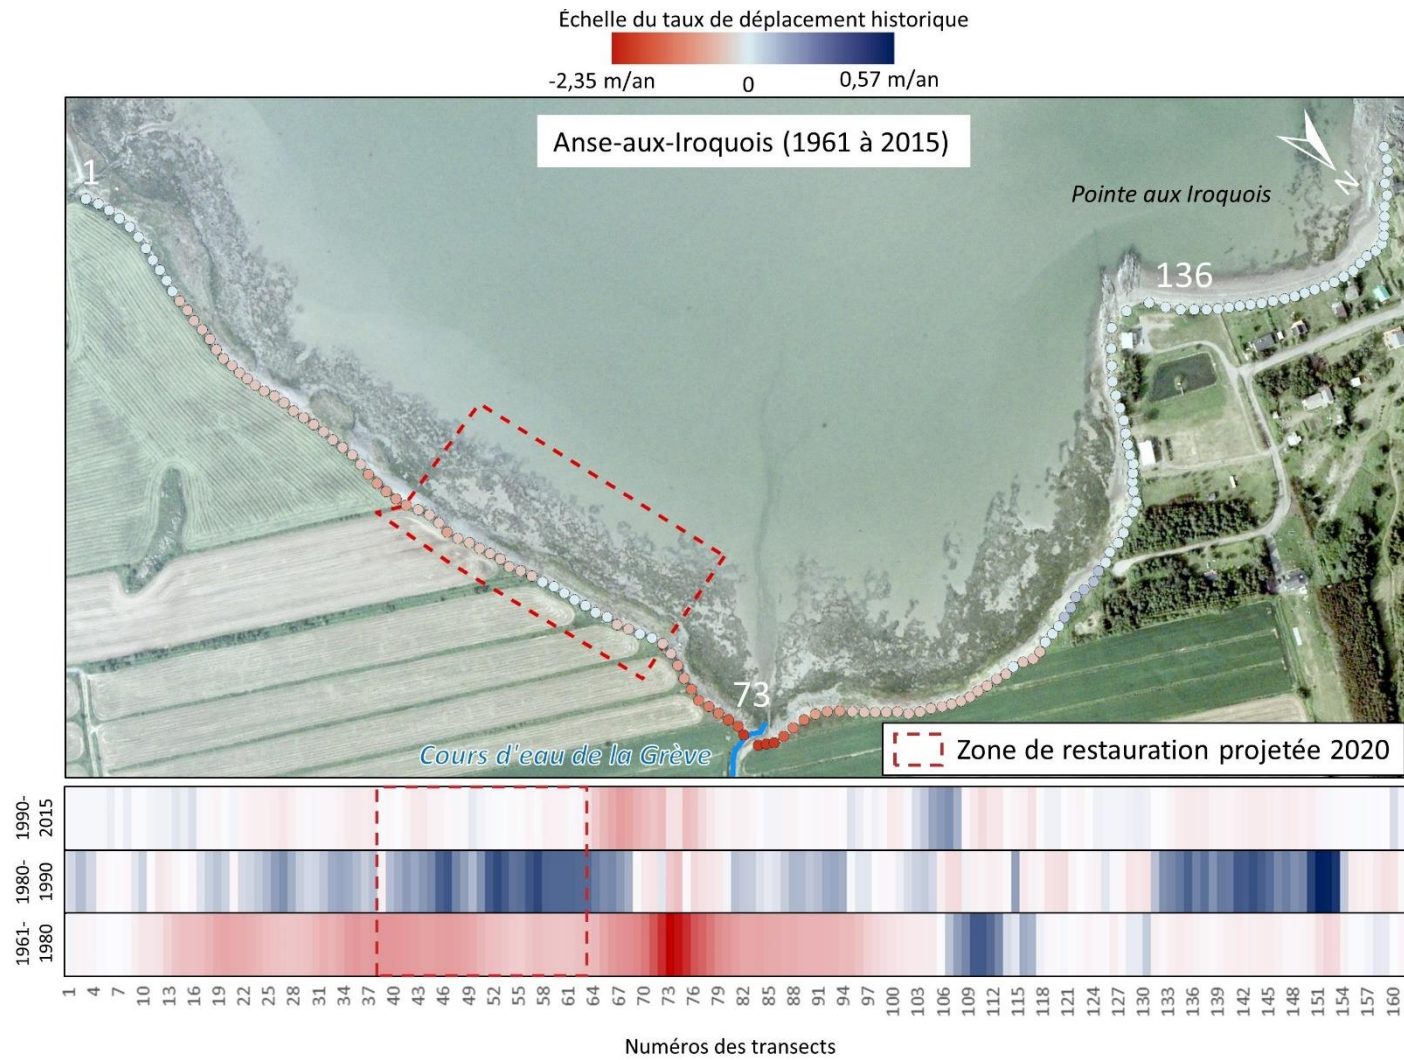 Échelle du taux de déplacement historique
-2,35 m/an 0 0,57 m/an
Anse-aux-Iroquois (1961 à 2015)
1
N
Pointe aux Iroquois
136
73
Cours d'eau de la Grève
Zone de restauration projetée 2020
1990-
2015
1980-
1990
1961-
1980
1 4 7 10 13 16 19 22 25 28 31 34 37 40 43 46 49 52 55 58 61 64 67 70 73 76 79 82 85 88 91 94 97 100 103 106 109 112 115 118 121 124 127 130 133 136 139 142 145 148 151 154 157 160
Numéros des transects